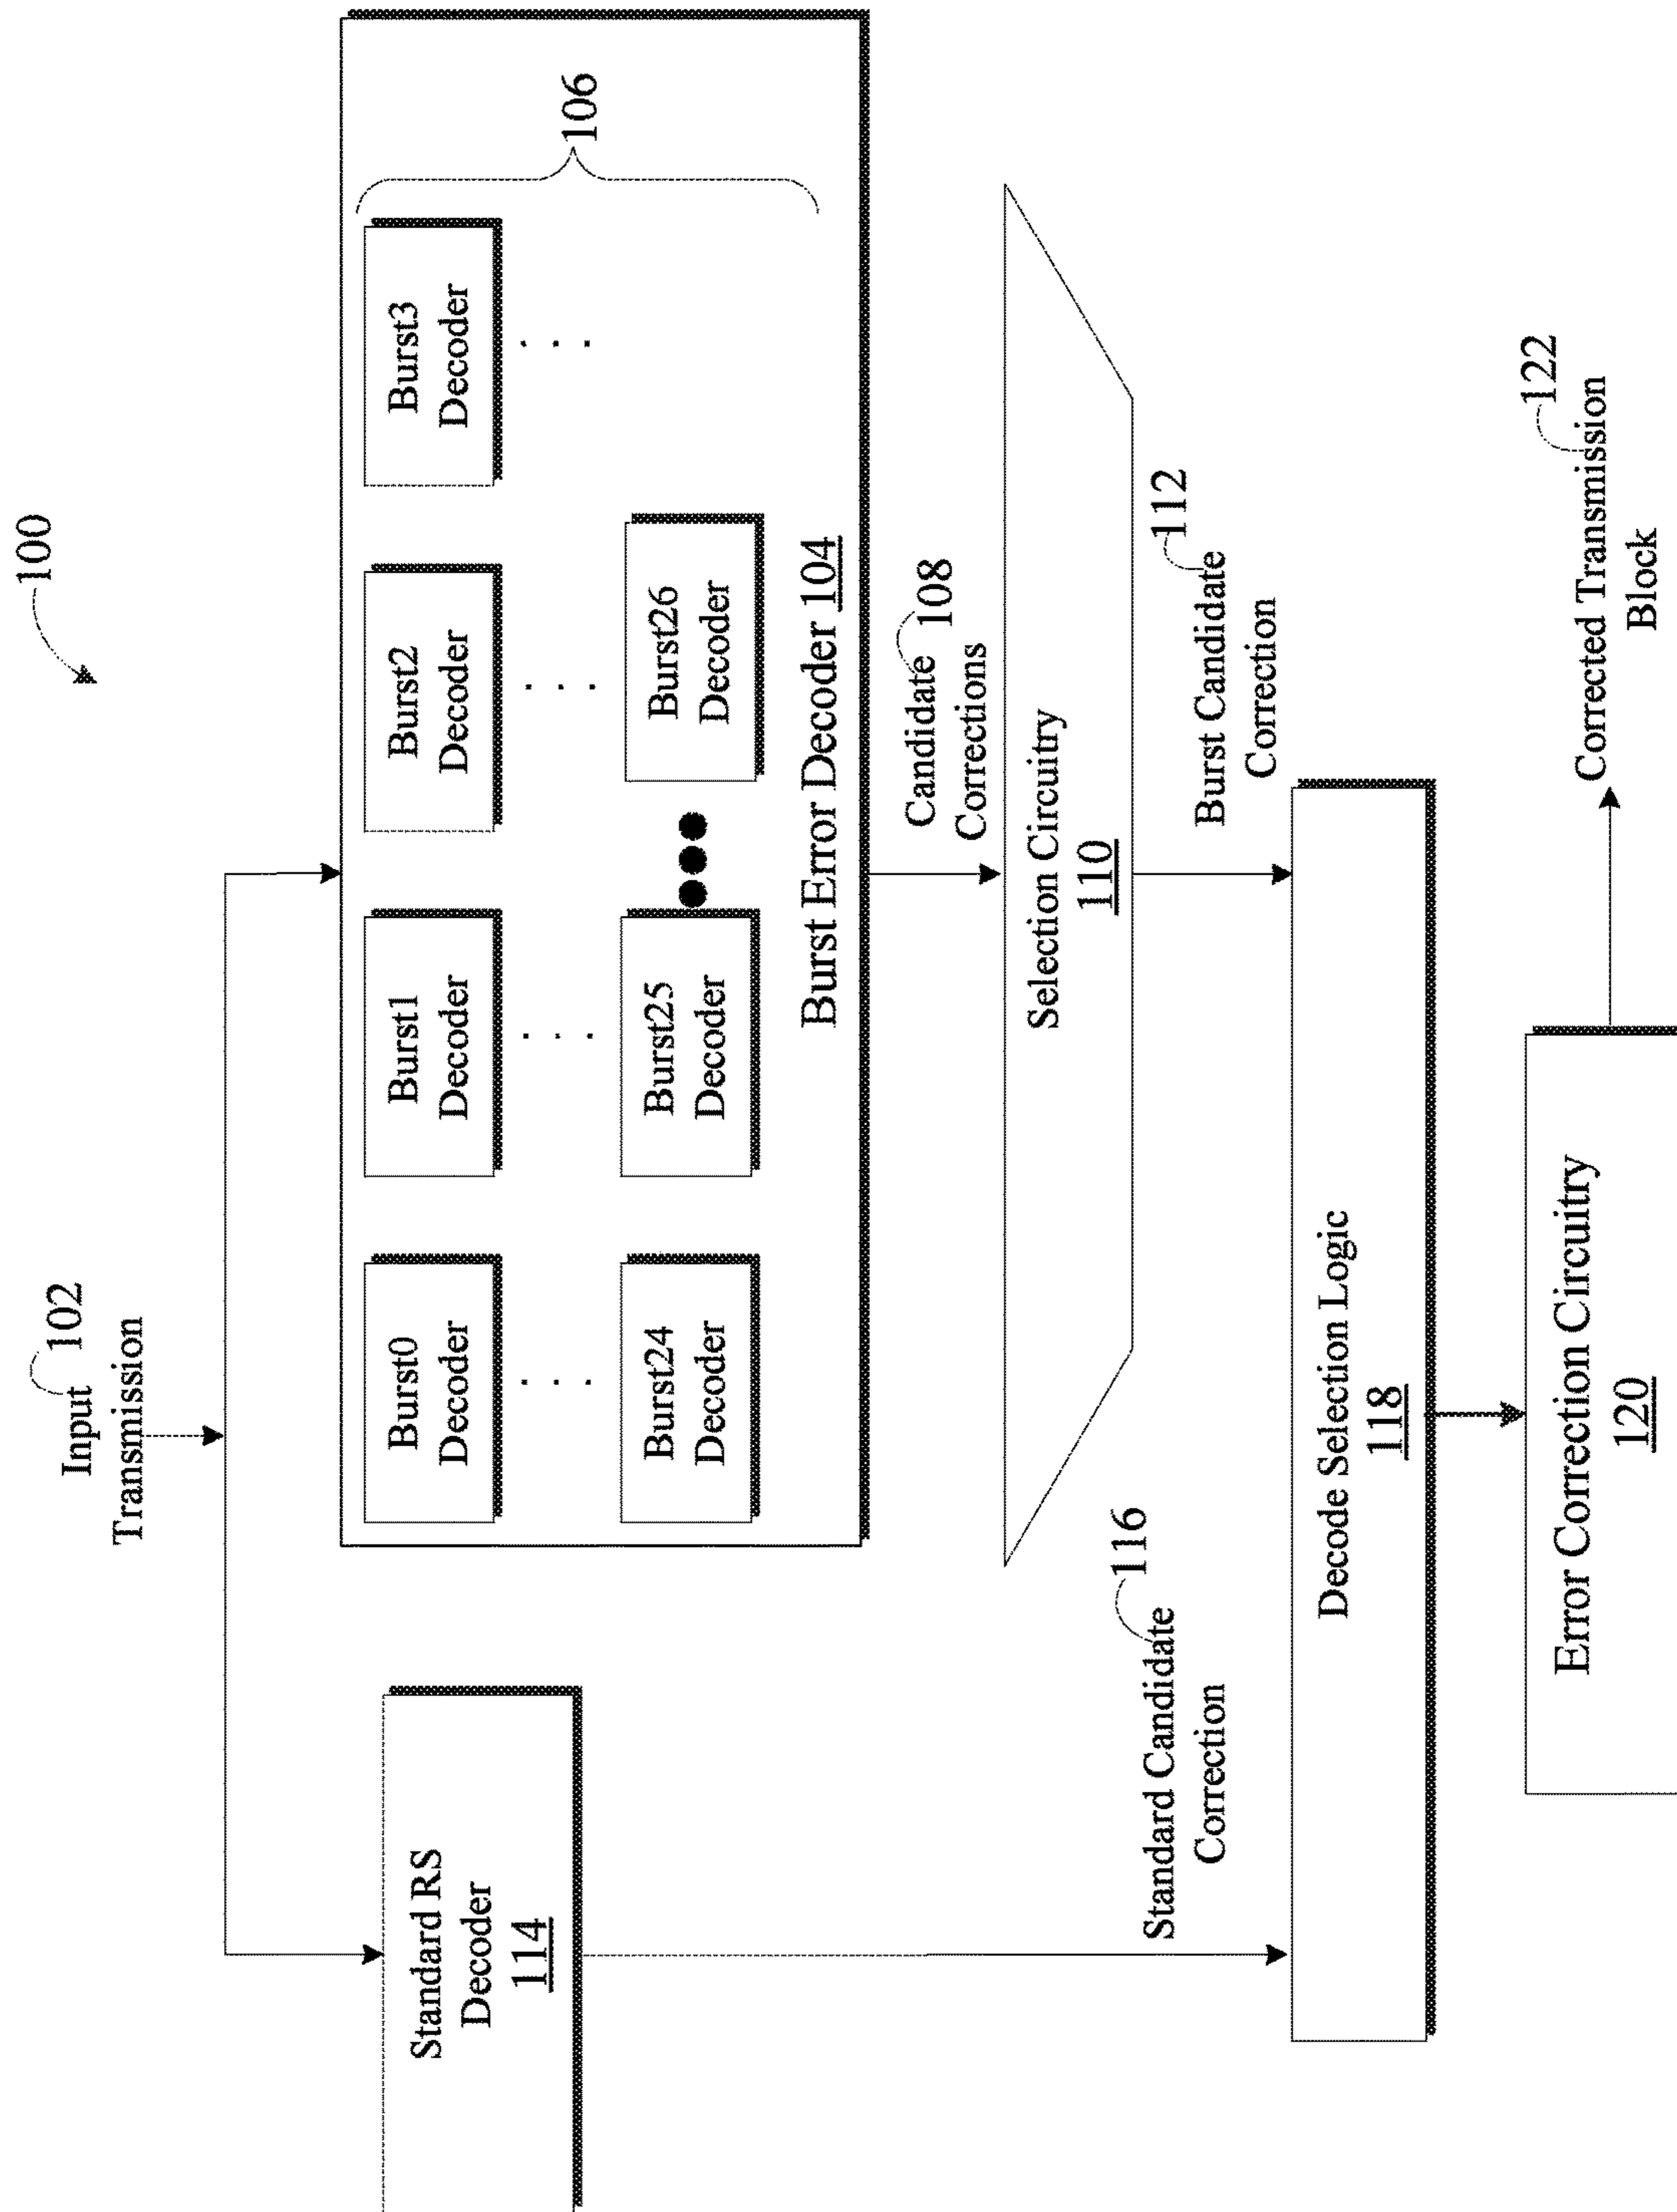 100
Input 102
Transmission
Standard RS
Decoder
114
Burst0
Decoder
Burst1
Decoder
Burst2
Decoder
Burst3
Decoder
106
. . .
. . .
. . .
. . .
Burst24
Decoder
Burst25
Decoder
●●●
Burst26
Decoder
Burst Error Decoder 104
Candidate 108
Corrections
Selection Circuitry
110
Standard Candidate 116
Correction
Burst Candidate 112
Correction
Decode Selection Logic
118
Error Correction Circuitry
120
Corrected Transmission 122
Block